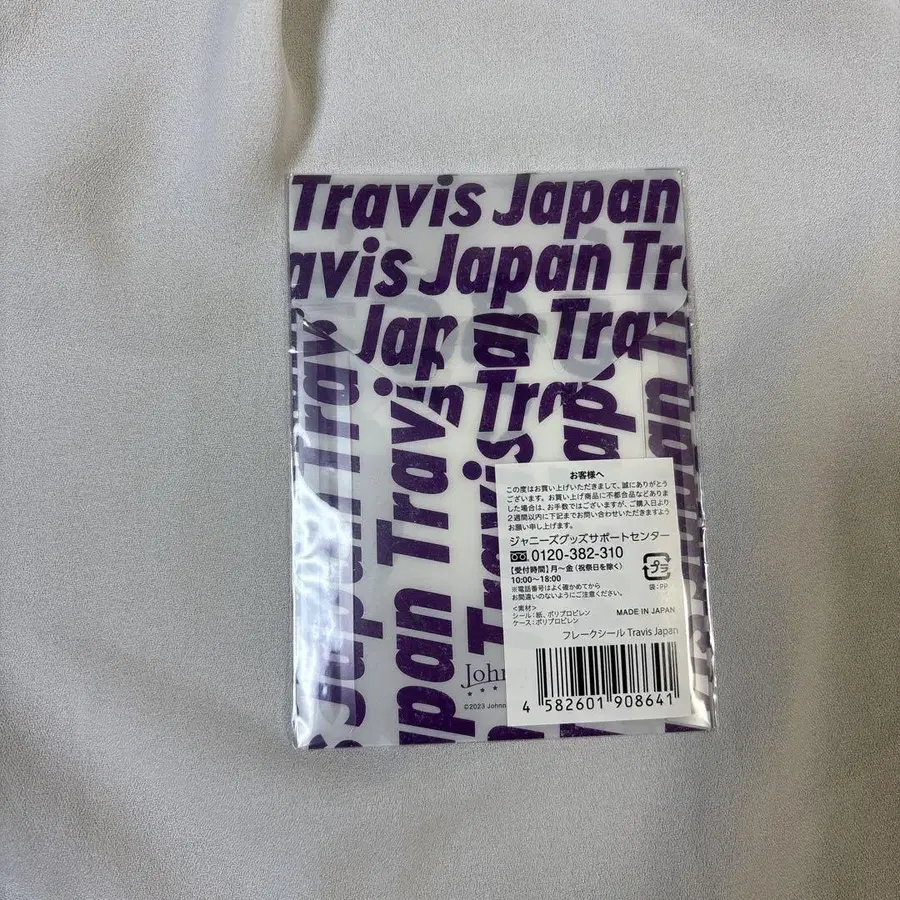 Travis Japan
avis Japan Tr
Japan Trav
an Trav
Trav
Japan Trav
apan Travi
Travis
Japan
お客様へ
この度はお買い上げいただきまして、誠にありがとう
ございます。お買い上げ商品に不都合品などありま
した場合は、お手数ではございますが、ご購入日より
2週間以内に下記までお問い合わせいただきますよう
お願い申し上げます。
ジャニーズグッズサポートセンター
0120-382-310
【受付時間】月〜金（祝祭日を除く）
10:00〜18:00
※電話番号はよく確かめてから
お間違いのないようにご注意ください。
プラ
袋：PP
<素材>
シール：紙、ポリプロピレン
ケース：ポリプロピレン
MADE IN JAPAN
フレークシール Travis Japan
4 582601 908641
John
©2023 Johnn